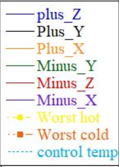 plus_Z
Plus_Y
Plus_X
Minus_Y
Minus_Z
Minus_X
Worst hot
Worst cold
control temp